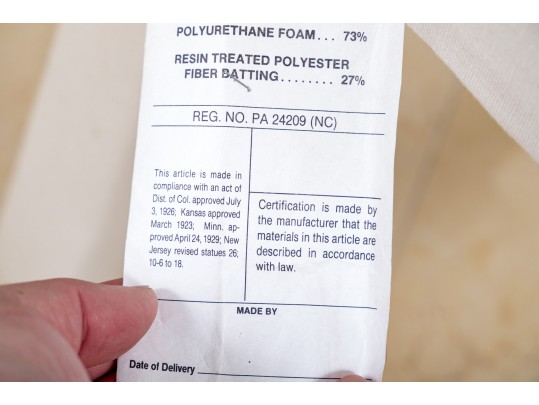 POLYURETHANE FOAM... 73%
RESIN TREATED POLYESTER
FIBER BATTING........ 27%
REG. NO. PA 24209 (NC)
This article is made in
compliance with an act of
Dist. of Col. approved July
3, 1926; Kansas approved
March 1923; Minn. ap-
proved April 24, 1929; New
Jersey revised statues 26;
10-6 to 18.
Certification is made by
the manufacturer that the
materials in this article are
described in accordance
with law.
MADE BY
Date of Delivery